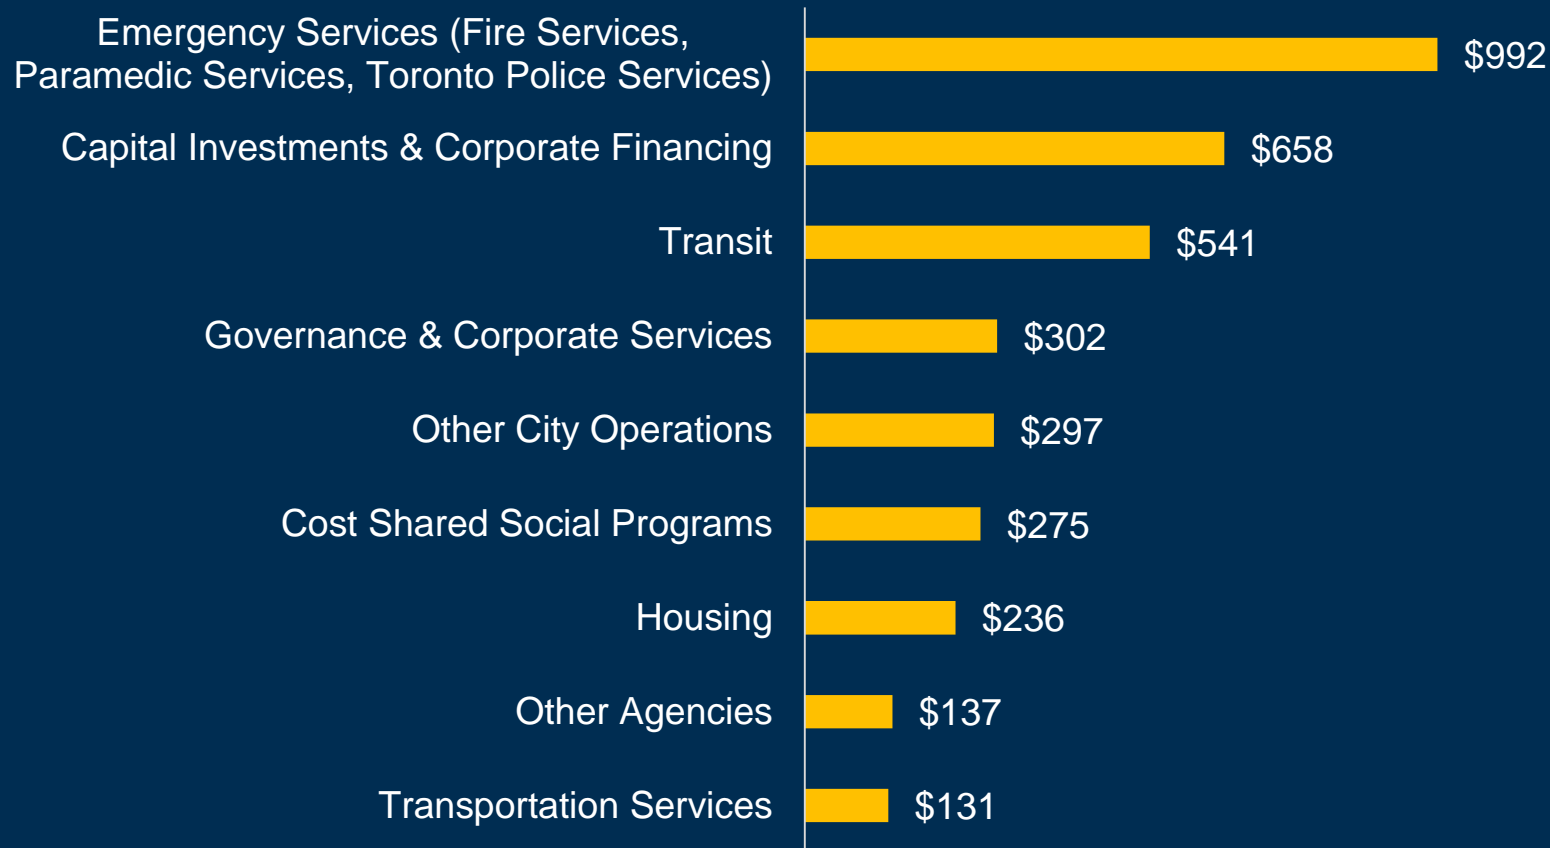 Emergency Services (Fire Services,
Paramedic Services, Toronto Police Services)
$992
Capital Investments & Corporate Financing
$658
Transit
$541
Governance & Corporate Services
$302
Other City Operations
$297
Cost Shared Social Programs
$275
Housing
$236
Other Agencies
$137
Transportation Services
$131